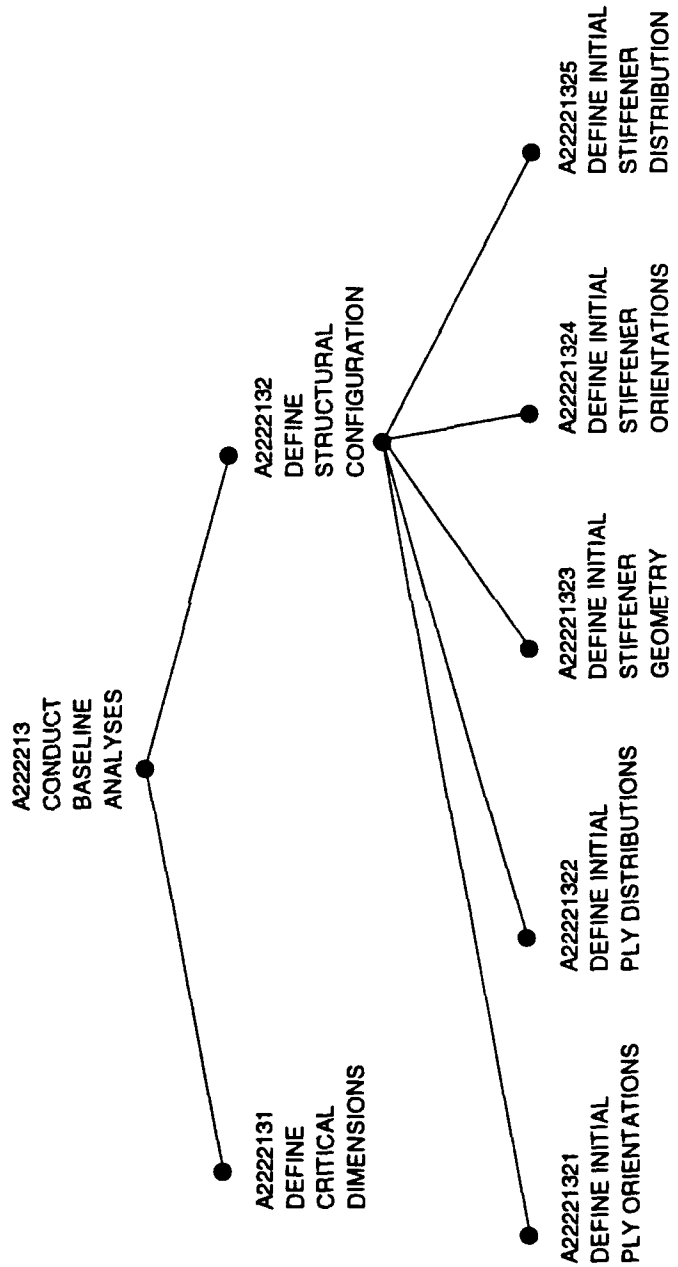 A222213
CONDUCT
BASELINE
ANALYSES
A2222131
DEFINE
CRITICAL
DIMENSIONS
A2222132
DEFINE
STRUCTURAL
CONFIGURATION
A22221321
DEFINE INITIAL
PLY ORIENTATIONS
A22221322
DEFINE INITIAL
PLY DISTRIBUTIONS
A22221323
DEFINE INITIAL
STIFFENER
GEOMETRY
A22221324
DEFINE INITIAL
STIFFENER
ORIENTATIONS
A22221325
DEFINE INITIAL
STIFFENER
DISTRIBUTION